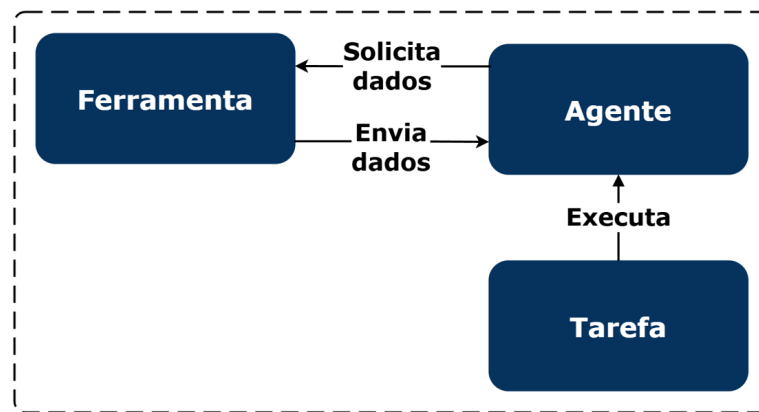 Ferramenta
Solicita
dados
Agente
Envia
dados
Executa
Tarefa